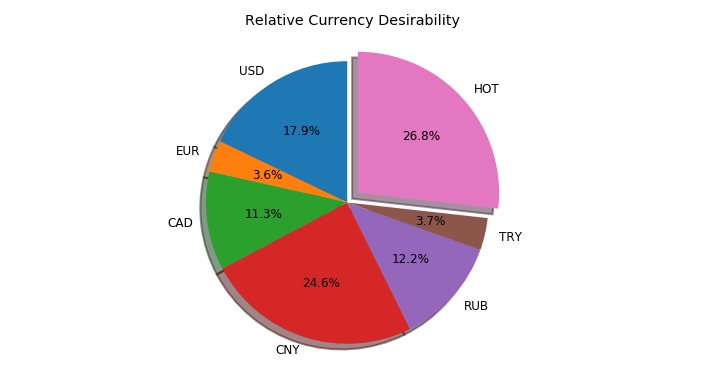 Relative Currency Desirability
USD
17.9%
EUR
3.6%
CAD
11.3%
CNY
24.6%
RUB
12.2%
TRY
3.7%
HOT
26.8%